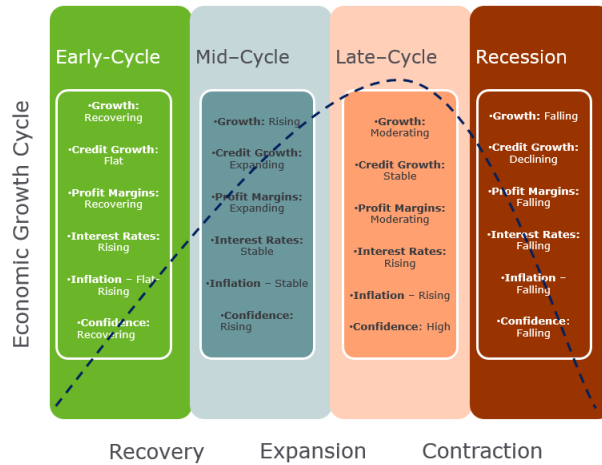 Economic Growth Cycle
Early-Cycle
•Growth:
Recovering
•Credit Growth:
Flat
•Profit Margins:
Recovering
•Interest Rates:
Rising
•Inflation – Flat-
Rising
•Confidence:
Recovering
Mid–Cycle
•Growth: Rising
•Credit Growth:
Expanding
•Profit Margins:
Expanding
•Interest Rates:
Stable
•Inflation – Stable
•Confidence:
Rising
Late–Cycle
•Growth:
Moderating
•Credit Growth:
Stable
•Profit Margins:
Moderating
•Interest Rates:
Rising
•Inflation – Rising
•Confidence: High
Recession
•Growth: Falling
•Credit Growth:
Declining
•Profit Margins:
Falling
•Interest Rates:
Falling
•Inflation –
Falling
•Confidence:
Falling
Recovery
Expansion
Contraction